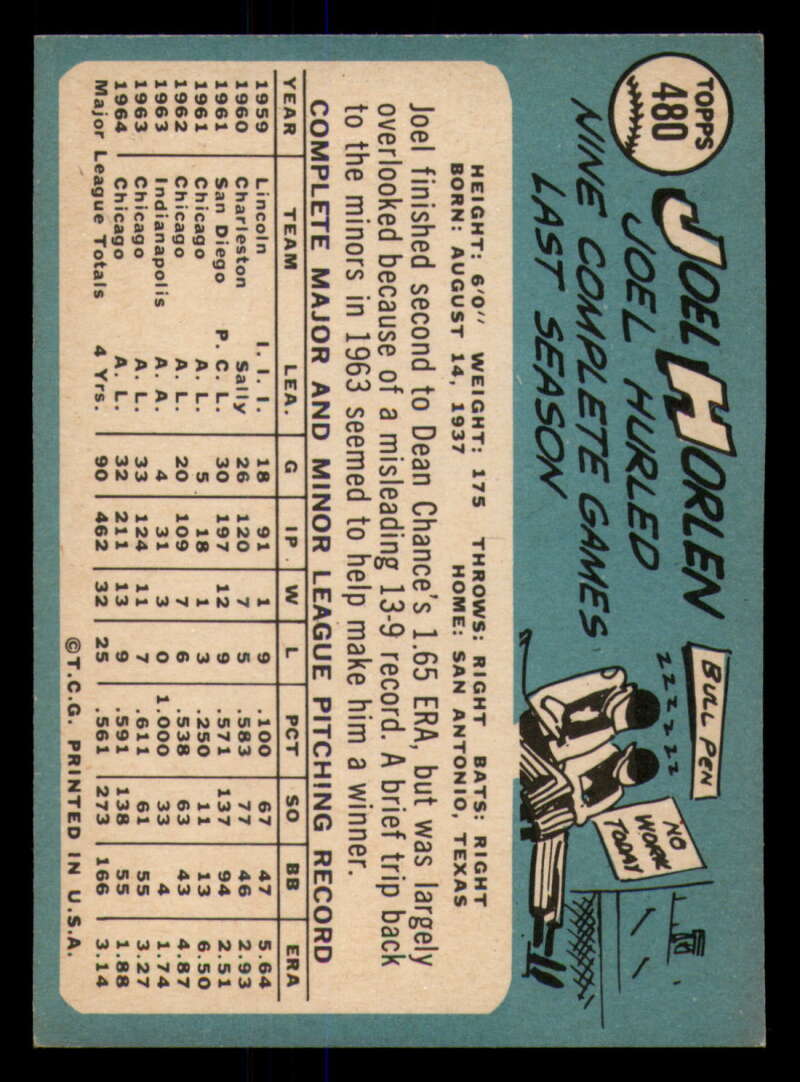 TOPPS
480
JOEL HORLEN
JOEL HURLED
NINE COMPLETE GAMES
LAST SEASON
BULL PEN
ZZZZZZZ
NO
WORK
TODAY
HEIGHT: 6'0" WEIGHT: 175 THROWS: RIGHT BATS: RIGHT
BORN: AUGUST 14, 1937 HOME: SAN ANTONIO, TEXAS
Joel finished second to Dean Chance's 1.65 ERA, but was largely
overlooked because of a misleading 13-9 record. A brief trip back
to the minors in 1963 seemed to help make him a winner.
COMPLETE MAJOR AND MINOR LEAGUE PITCHING RECORD
YEAR TEAM LEA. G IP W L PCT SO BB ERA
1959 Lincoln I. I. I. 18 91 1 9 .100 67 47 5.64
1960 Charleston Sally 26 120 7 5 .583 77 46 2.93
1961 San Diego P. C. L. 30 197 12 9 .571 137 94 2.51
1961 Chicago A. L. 5 18 1 3 .250 11 13 6.50
1962 Chicago A. L. 20 109 7 6 .538 63 43 4.87
1963 Indianapolis A. A. 4 31 3 0 1.000 33 4 1.74
1963 Chicago A. L. 33 124 11 7 .611 61 55 3.27
1964 Chicago A. L. 32 211 13 9 .591 138 55 1.88
Major League Totals 4 Yrs. 90 462 32 25 .561 273 166 3.14
©T.C.G. PRINTED IN U.S.A.